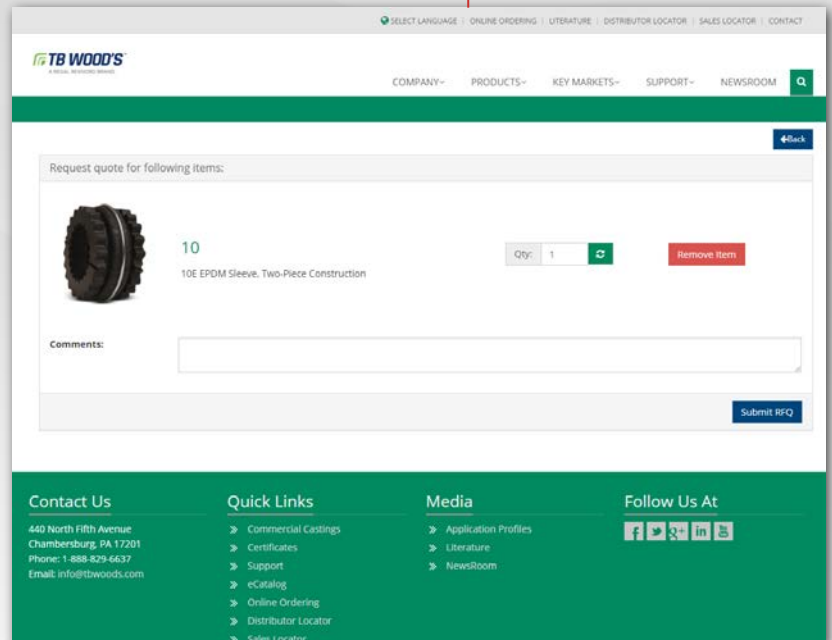 SELECT LANGUAGE | ONLINE ORDERING | LITERATURE | DISTRIBUTOR LOCATOR | SALES LOCATOR | CONTACT
TB WOOD'S
A REGAL REXNORD BRAND
COMPANY PRODUCTS KEY MARKETS SUPPORT NEWSROOM
Back
Request quote for following items:
10
10E EPDM Sleeve, Two-Piece Construction
Qty: 1
Remove Item
Comments:
Submit RFQ
Contact Us
440 North Fifth Avenue
Chambersburg, PA 17201
Phone: 1-888-829-6637
Email: info@tbwoods.com
Quick Links
Commercial Castings
Certificates
Support
eCatalog
Online Ordering
Distributor Locator
Sales Locator
Media
Application Profiles
Literature
NewsRoom
Follow Us At